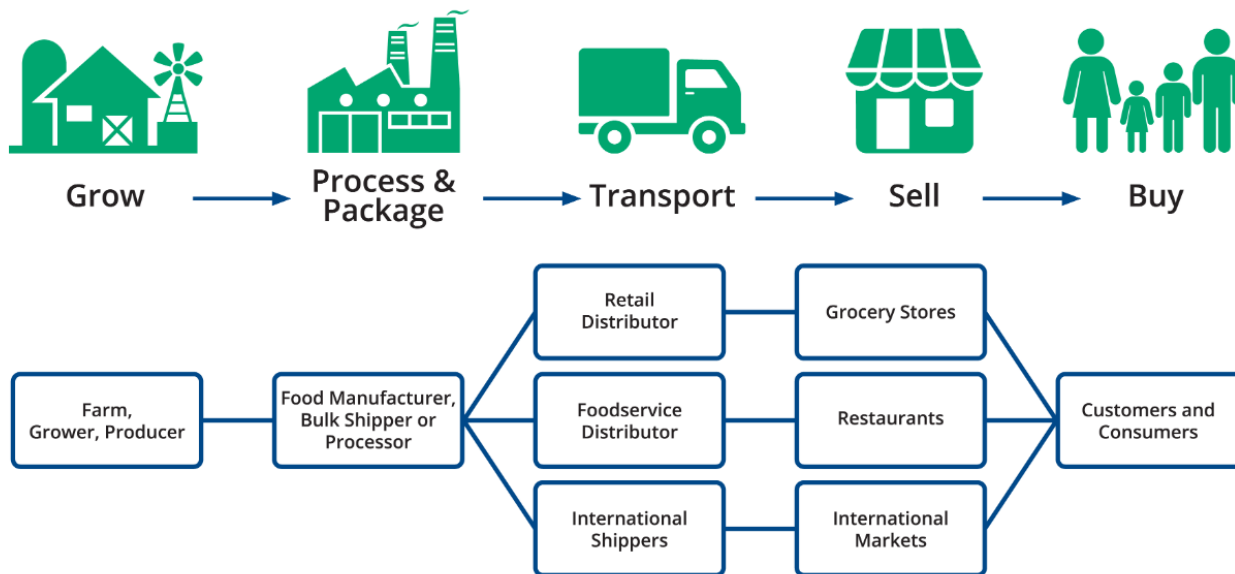 Grow
Process &
Package
Transport
Sell
Buy
Retail
Distributor
Grocery Stores
Farm,
Grower, Producer
Food Manufacturer,
Bulk Shipper or
Processor
Foodservice
Distributor
Restaurants
Customers and
Consumers
International
Shippers
International
Markets